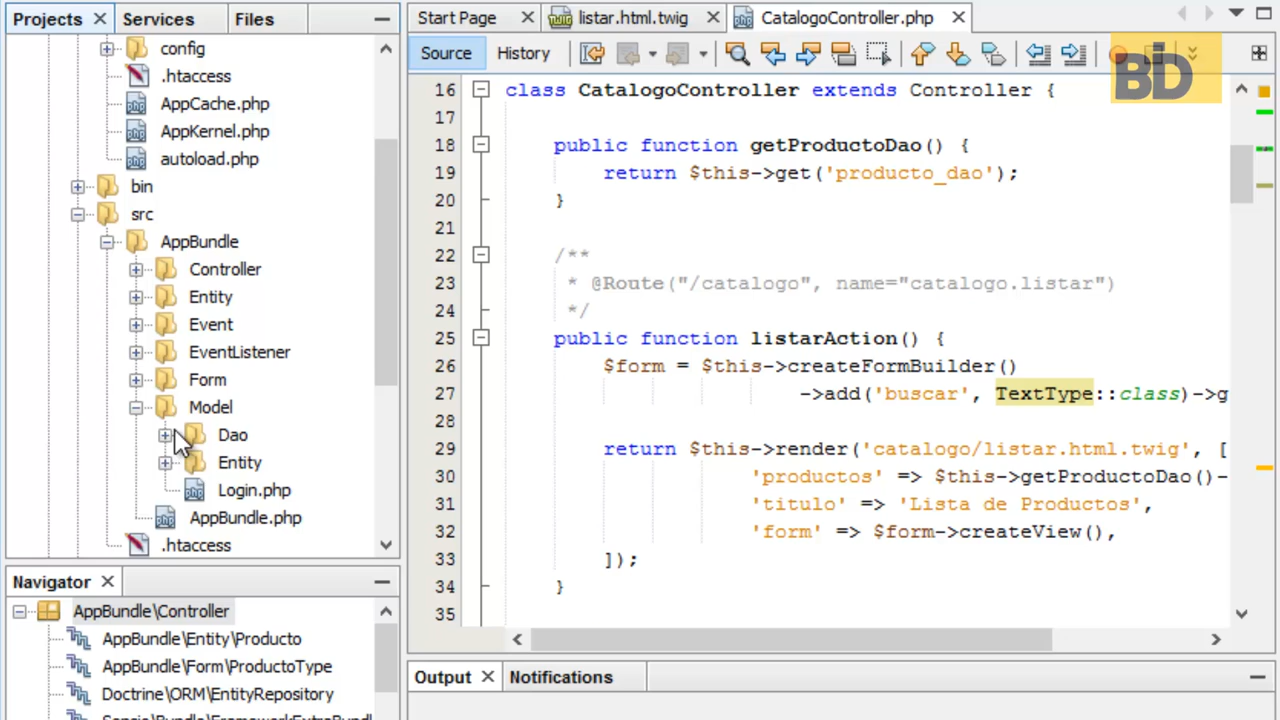 Projects
Services
Files
config
.htaccess
AppCache.php
AppKernel.php
autoload.php
bin
src
AppBundle
Controller
Entity
Event
EventListener
Form
Model
Dao
Entity
Login.php
AppBundle.php
.htaccess
Navigator
AppBundle\Controller
AppBundle\Entity\Producto
AppBundle\Form\ProductoType
Doctrine\ORM\EntityRepository
Start Page
listar.html.twig
CatalogoController.php
Source
History
BD
16 class CatalogoController extends Controller {
17
18 public function getProductoDao() {
19 return $this->get('producto_dao');
20 }
21
22 /**
23 * @Route("/catalogo", name="catalogo.listar")
24 */
25 public function listarAction() {
26 $form = $this->createFormBuilder()
27 ->add('buscar', TextType::class)->g
28
29 return $this->render('catalogo/listar.html.twig', [
30 'productos' => $this->getProductoDao()-
31 'titulo' => 'Lista de Productos',
32 'form' => $form->createView(),
33 ]);
34 }
35
Output
Notifications